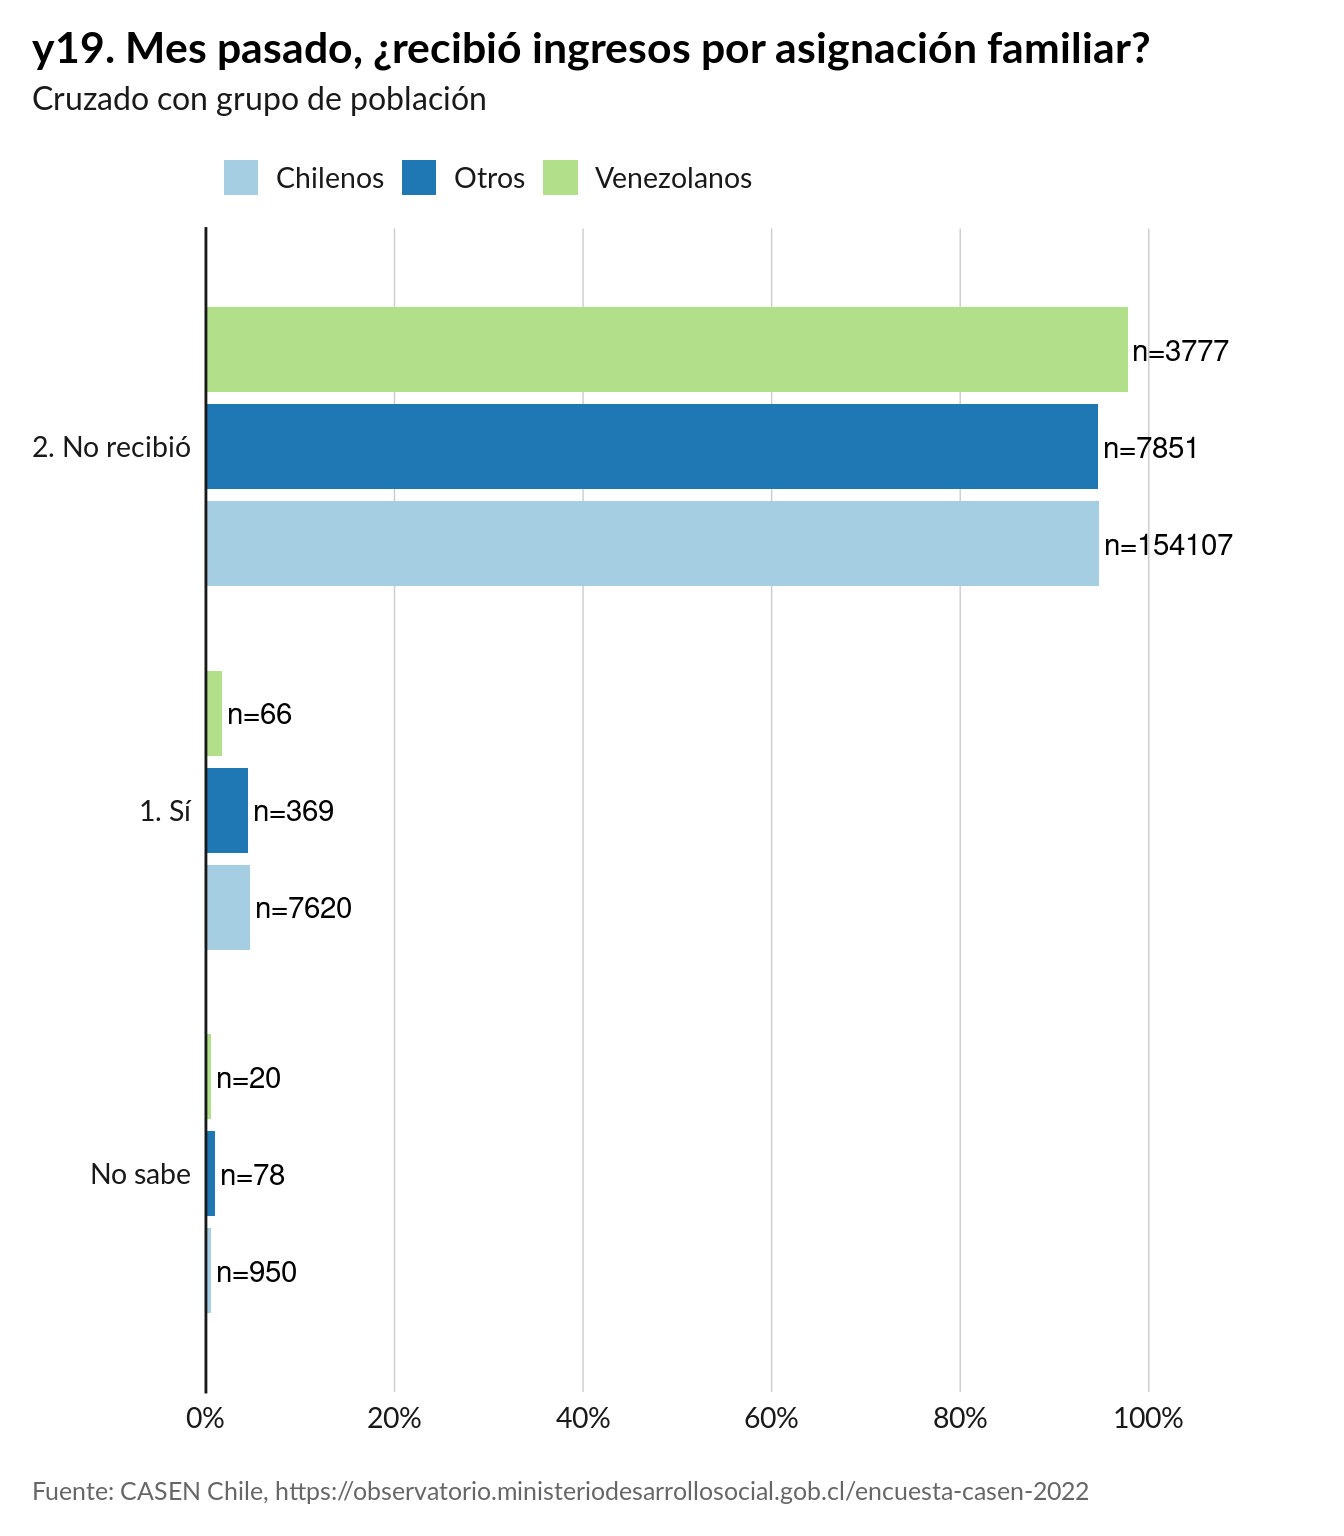 y19. Mes pasado, ¿recibió ingresos por asignación familiar?
Cruzado con grupo de población
Chilenos Otros Venezolanos
n=3777
2. No recibió n=7851
n=154107
n=66
1. Sí n=369
n=7620
n=20
No sabe n=78
n=950
0% 20% 40% 60% 80% 100%
Fuente: CASEN Chile, https://observatorio.ministeriodesarrollosocial.gob.cl/encuesta-casen-2022